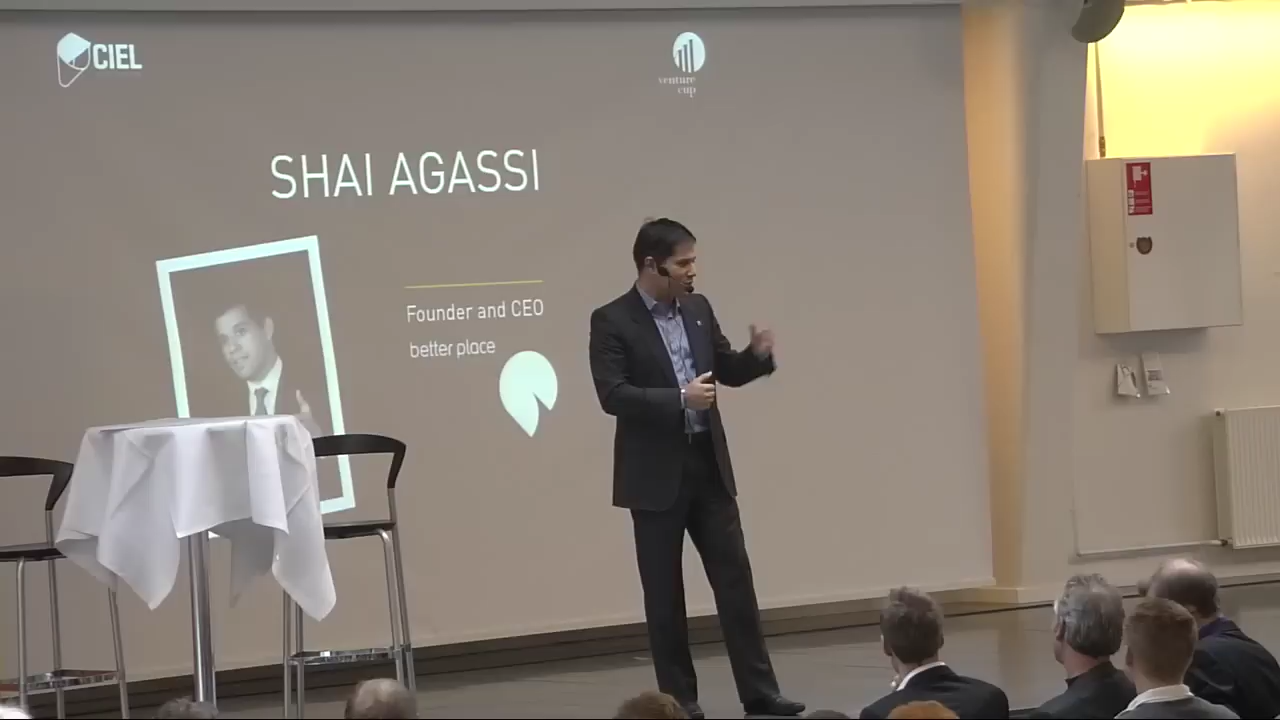 CIEL
venture
cup
SHAI AGASSI
Founder and CEO
better place